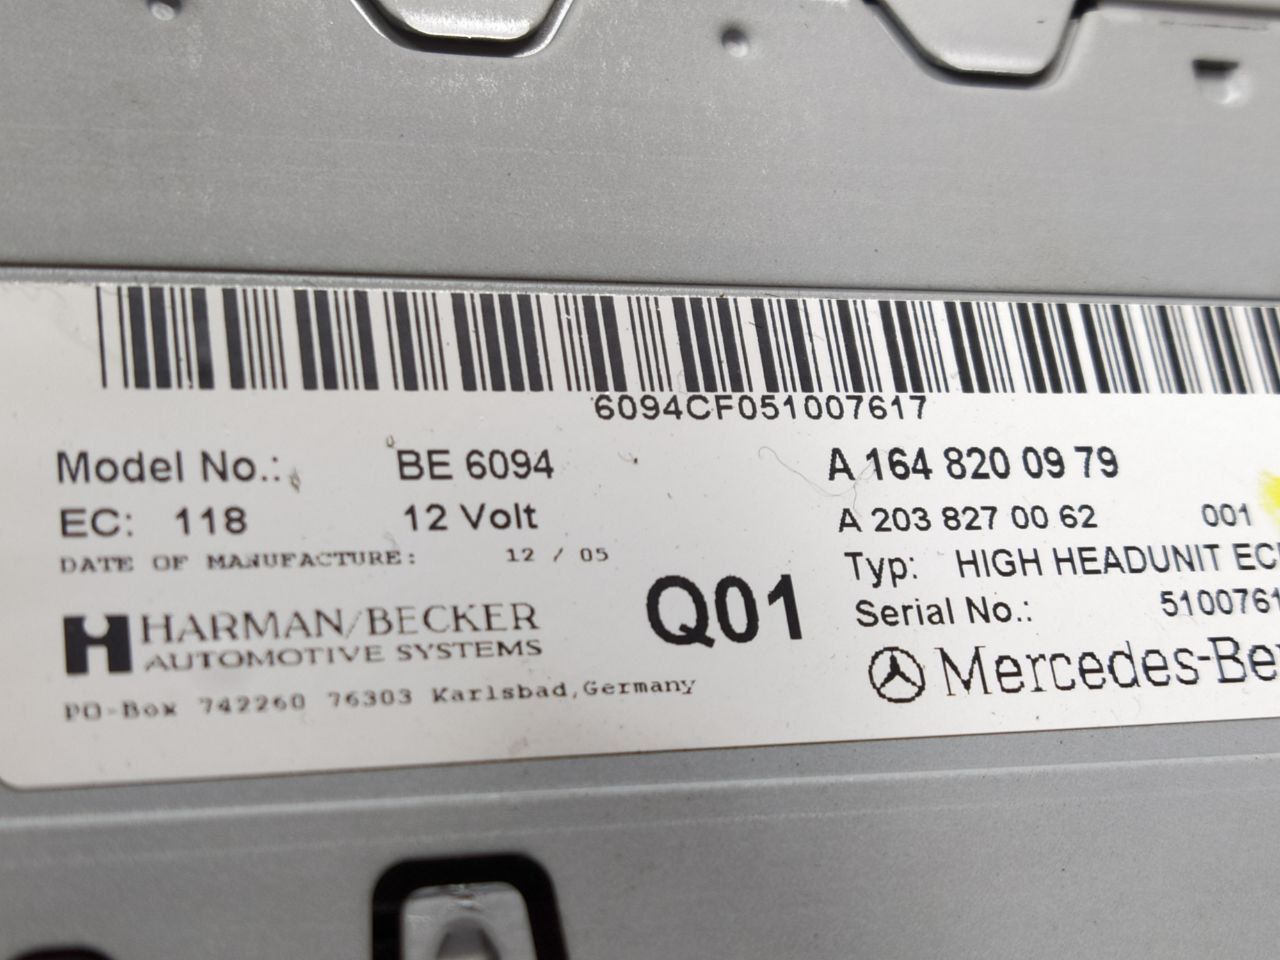 6094CF051007617
Model No.: BE 6094 A 164 820 09 79
EC: 118 12 Volt A 203 827 00 62 001
DATE OF MANUFACTURE: 12 / 05
Typ: HIGH HEADUNIT
Q01
Serial No.: 5100761
HARMAN/BECKER
AUTOMOTIVE SYSTEMS
Mercedes-Be
PO-Box 742260 76303 Karlsbad,Germany